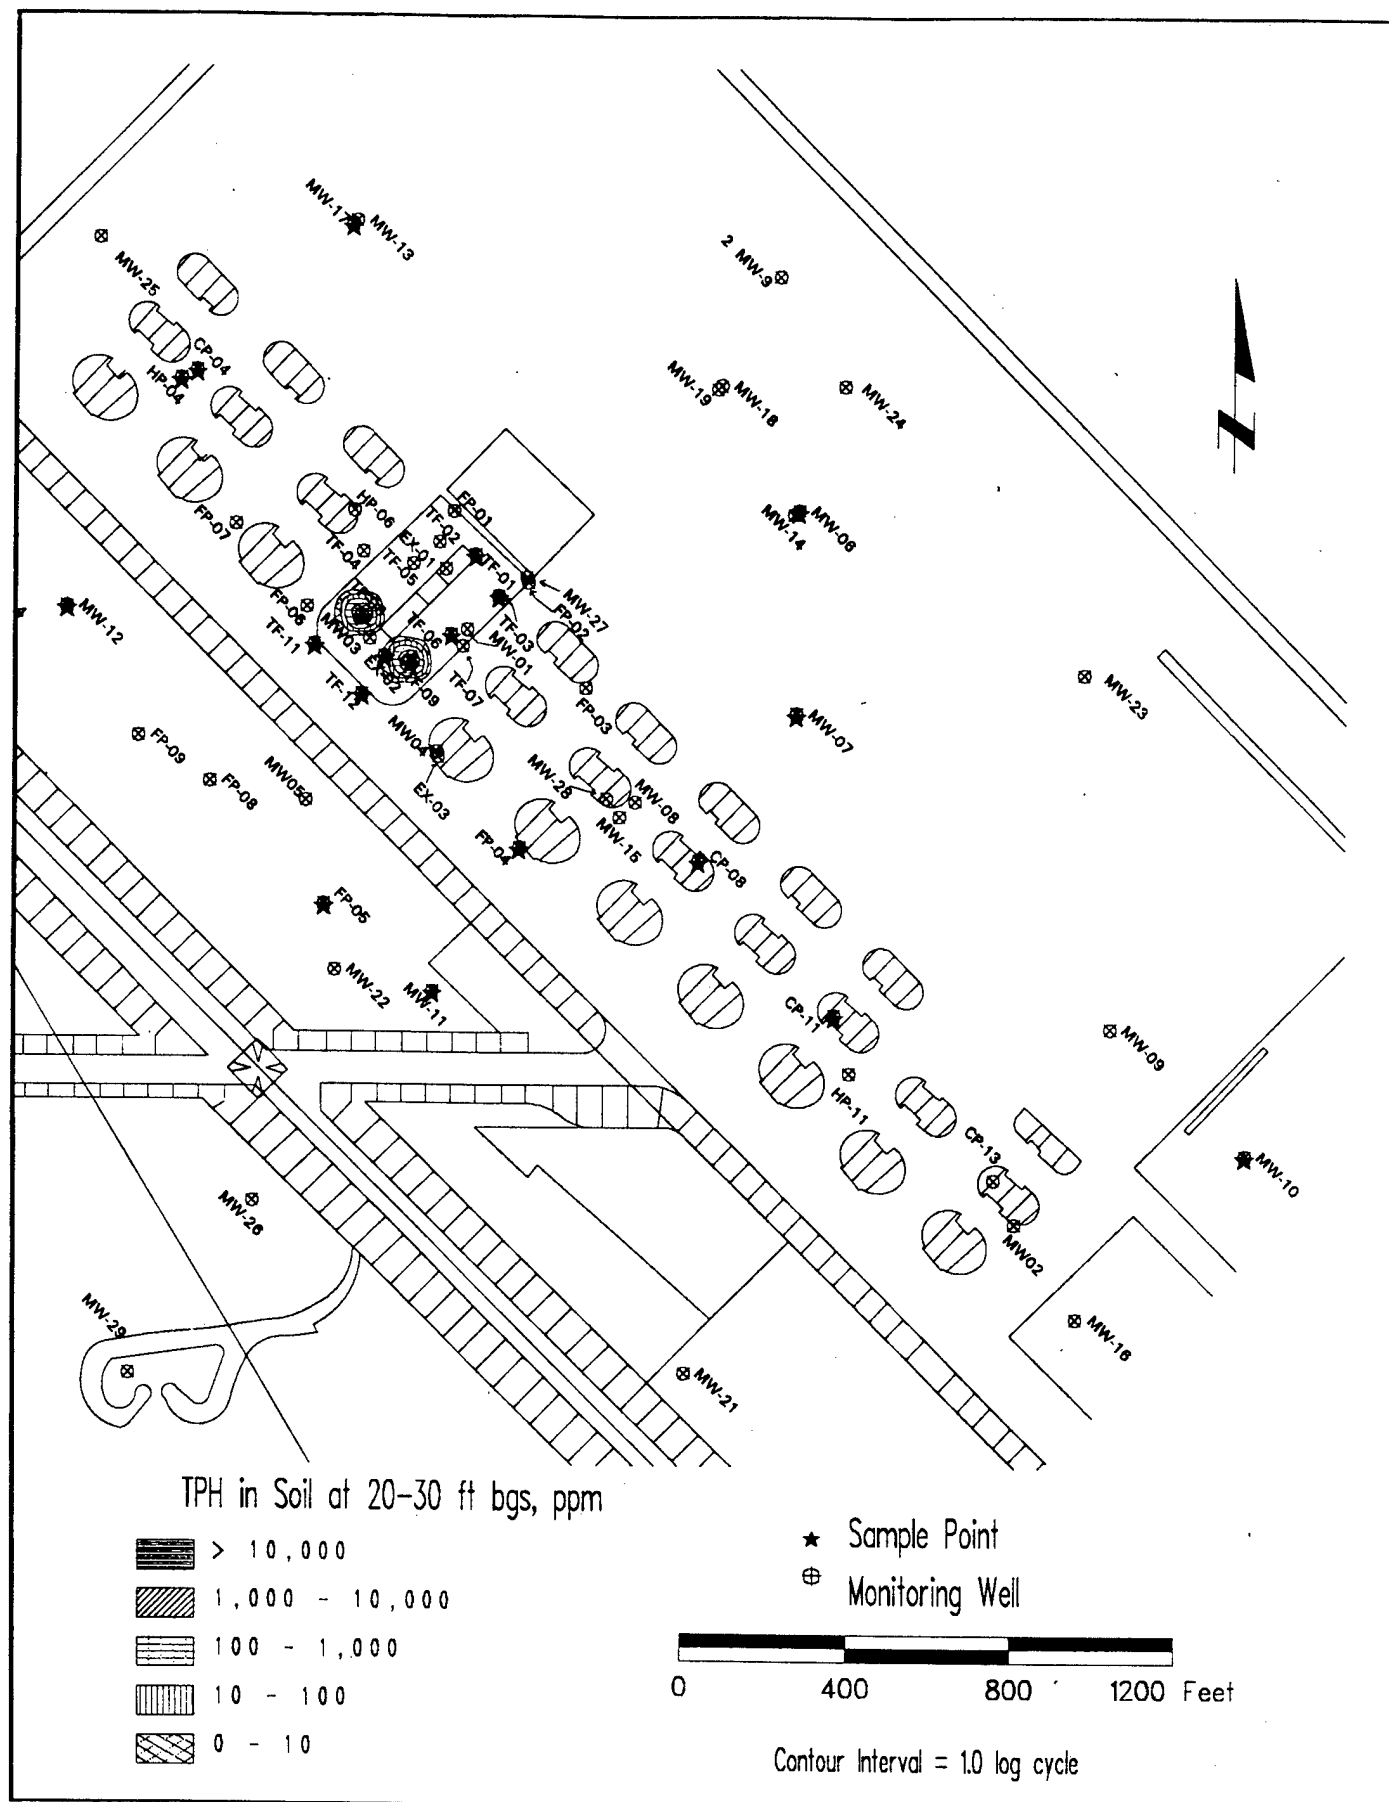 MW-17
MW-13
2 MW-9
MW-25
CP-04
HP-04
MW-19
MW-18
MW-24
FP-07
HP-06
FP-01
TF-02
EX-01
TF-04
TF-05
TF-01
MW-14
MW-06
MW-27
FP-02
TF-03
MW-12
FP-06
TF-11
MW03
TF-06
MW-01
EX-02
TF-07
TF-12
FP-03
MW-23
MW-07
FP-09
FP-08
MW05
MW04
EX-03
MW-28
MW-08
MW-15
FP-04
CP-08
FP-05
MW-22
MW-11
CP-11
MW-09
HP-11
CP-13
MW-10
MW02
MW-26
MW-29
MW-16
MW-21
TPH in Soil at 20-30 ft bgs, ppm
> 10,000
1,000 - 10,000
100 - 1,000
10 - 100
0 - 10
Sample Point
Monitoring Well
0 400 800 1200 Feet
Contour Interval = 1.0 log cycle